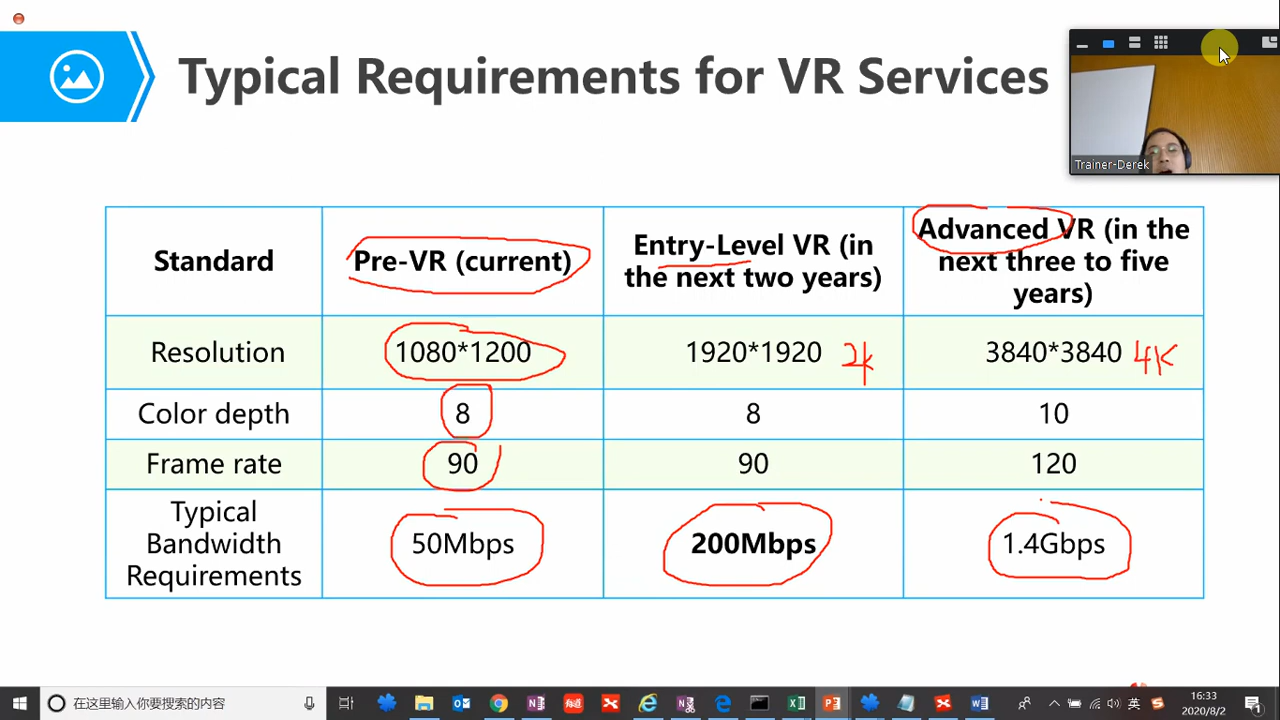 Typical Requirements for VR Services
Trainer-Derek
Standard
Pre-VR (current)
Entry-Level VR (in
the next two years)
Advanced VR (in the
next three to five
years)
Resolution
1080*1200
1920*1920
2k
3840*3840
4K
Color depth
8
8
10
Frame rate
90
90
120
Typical
Bandwidth
Requirements
50Mbps
200Mbps
1.4Gbps
在这里输入你要搜索的内容
英
16:33
2020/8/2